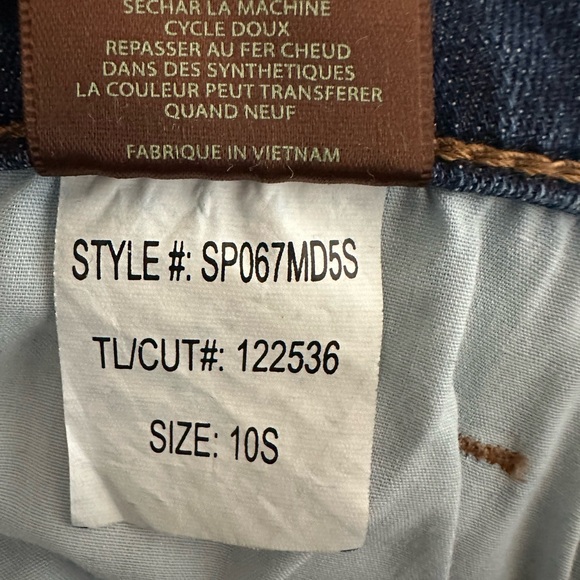 SECHAR LA MACHINE
CYCLE DOUX
REPASSER AU FER CHEUD
DANS DES SYNTHETIQUES
LA COULEUR PEUT TRANSFERER
QUAND NEUF
FABRIQUE IN VIETNAM
STYLE #: SP067MD5S
TL/CUT#: 122536
SIZE: 10S